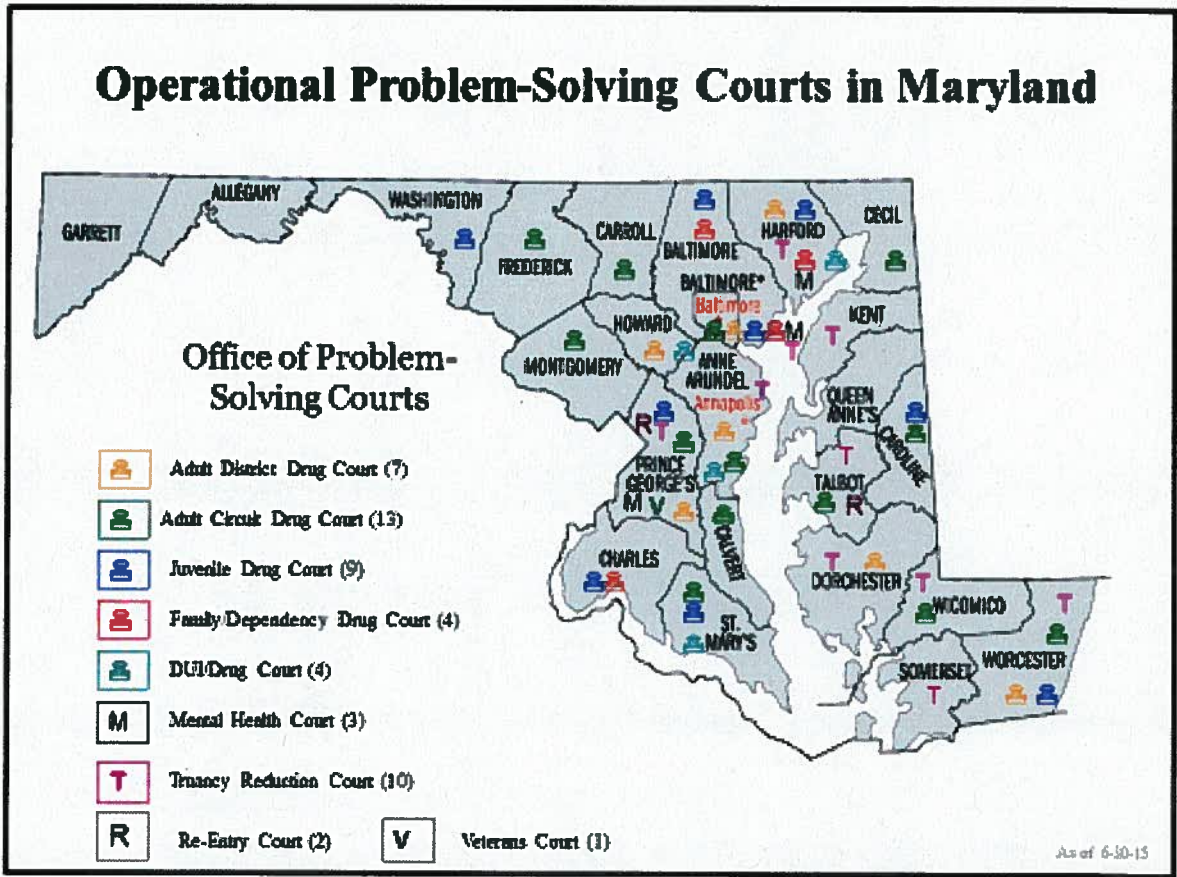 Operational Problem-Solving Courts in Maryland
GARRETT
ALLEGANY
WASHINGTON
FREDERICK
CARROLL
BALTIMORE
HARFORD
T
M
CECIL
BALTIMORE*
Baltimore
M
T
KENT
T
HOWARD
MONTGOMERY
ANNE
ARUNDEL
Annapolis
T
QUEEN
ANNE'S
CAROLINE
R T
PRINCE
GEORGE'S
M V
T
TALBOT
R
CALVERT
CHARLES
ST.
MARY'S
T
DORCHESTER
T
WICOMICO
T
SOMERSET
T
WORCESTER
Office of Problem-
Solving Courts
Adult District Drug Court (7)
Adult Circuit Drug Court (13)
Juvenile Drug Court (9)
Family/Dependency Drug Court (4)
DUI/Drug Court (4)
M Mental Health Court (3)
T Truancy Reduction Court (10)
R Re-Entry Court (2) V Veterans Court (1)
As of 6-30-15